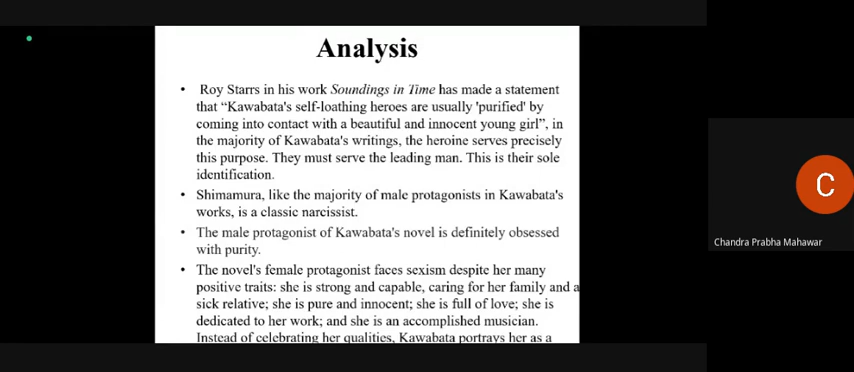 Analysis
• Roy Starrs in his work Soundings in Time has made a statement
that “Kawabata's self-loathing heroes are usually 'purified' by
coming into contact with a beautiful and innocent young girl”, in
the majority of Kawabata's writings, the heroine serves precisely
this purpose. They must serve the leading man. This is their sole
identification.
• Shimamura, like the majority of male protagonists in Kawabata's
works, is a classic narcissist.
• The male protagonist of Kawabata's novel is definitely obsessed
with purity.
• The novel's female protagonist faces sexism despite her many
positive traits: she is strong and capable, caring for her family and a
sick relative; she is pure and innocent; she is full of love; she is
dedicated to her work; and she is an accomplished musician.
Instead of celebrating her qualities, Kawabata portrays her as a
C
Chandra Prabha Mahawar